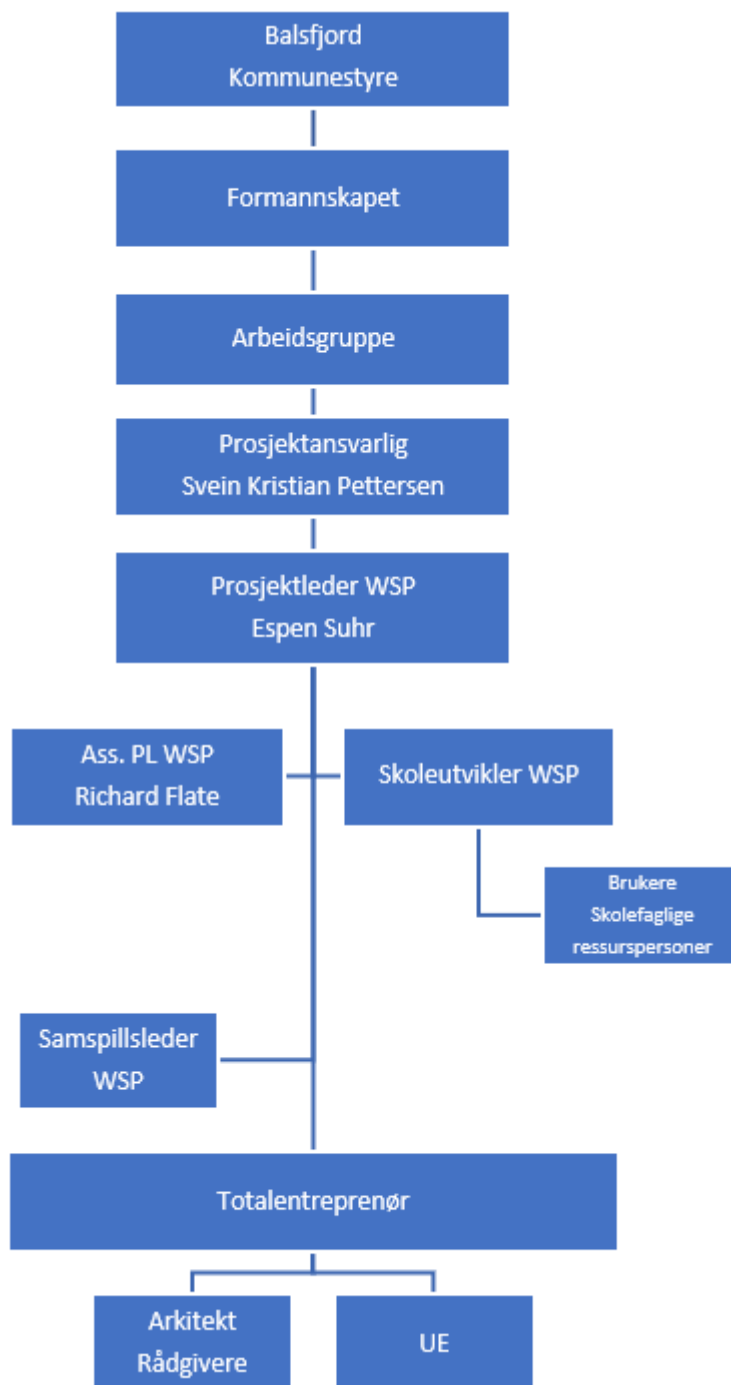 Balsfjord
Kommunestyre
Formannskapet
Arbeidsgruppe
Prosjektansvarlig
Svein Kristian Pettersen
Prosjektleder WSP
Espen Suhr
Ass. PL WSP
Richard Flate
Skoleutvikler WSP
Brukere
Skolefaglige
ressurspersoner
Samspillsleder
WSP
Totalentreprenør
Arkitekt
Rådgivere
UE